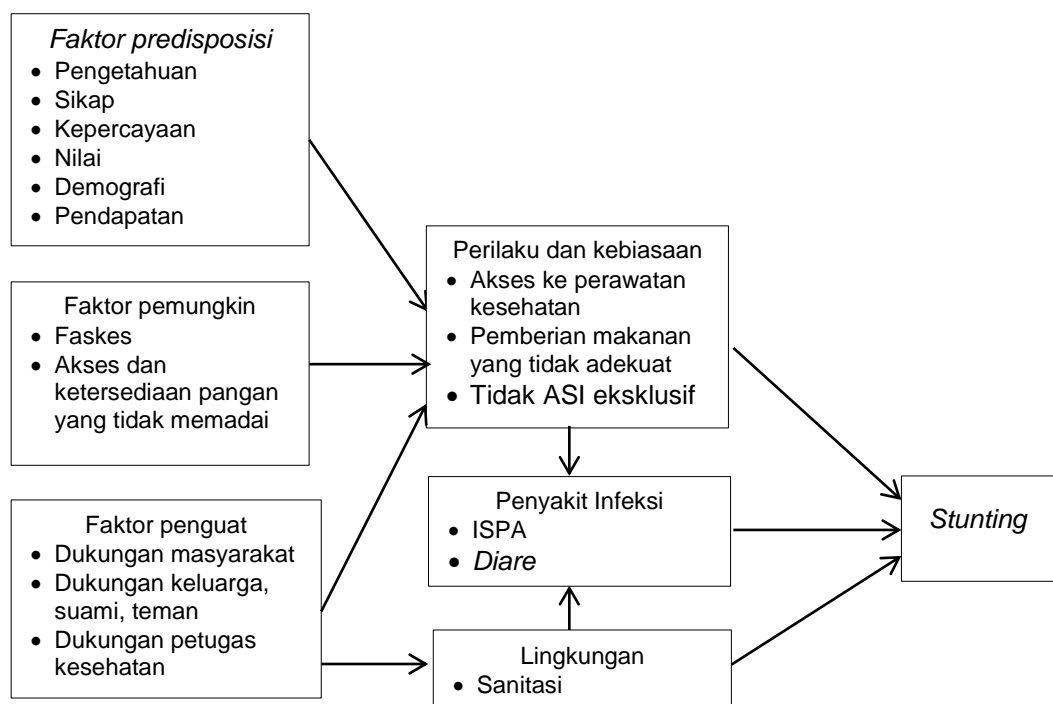 Faktor predisposisi
• Pengetahuan
• Sikap
• Kepercayaan
• Nilai
• Demografi
• Pendapatan
Faktor pemungkin
• Faskes
• Akses dan
ketersediaan pangan
yang tidak memadai
Faktor penguat
• Dukungan masyarakat
• Dukungan keluarga,
suami, teman
• Dukungan petugas
kesehatan
Perilaku dan kebiasaan
• Akses ke perawatan
kesehatan
• Pemberian makanan
yang tidak adekuat
• Tidak ASI eksklusif
Penyakit Infeksi
• ISPA
• Diare
Lingkungan
• Sanitasi
Stunting